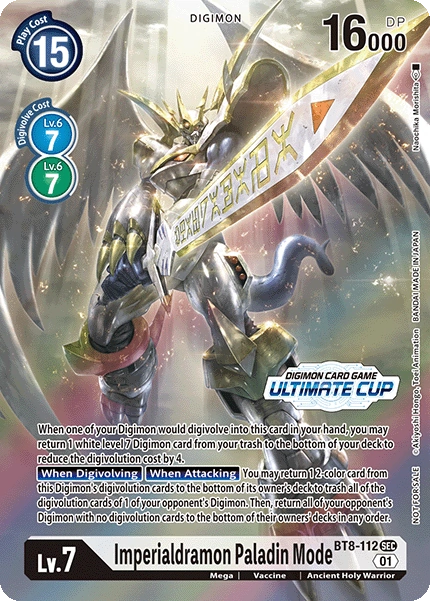 Play Cost
15
DIGIMON
DP
16000
Digivolve Cost
Lv.6
7
Lv.6
7
Naochika Morishita
©Akiyoshi Hongo, Toei Animation BANDAI MADE IN JAPAN
NOT FOR SALE
DIGIMON CARD GAME
ULTIMATE CUP
When one of your Digimon would digivolve into this card in your hand, you may
return 1 white level 7 Digimon card from your trash to the bottom of your deck to
reduce the digivolution cost by 4.
When Digivolving When Attacking You may return 1 2-color card from
this Digimon's digivolution cards to the bottom of its owner's deck to trash all of the
digivolution cards of 1 of your opponent's Digimon. Then, return all of your opponent's
Digimon with no digivolution cards to the bottom of their owners' decks in any order.
Lv.7
Imperialdramon Paladin Mode
BT8-112 SEC
01
Mega Vaccine Ancient Holy Warrior